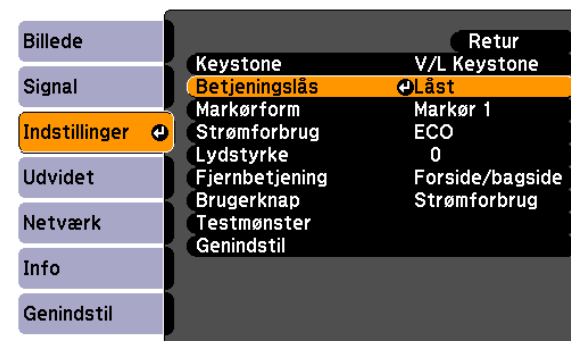 Billede
Signal
Indstillinger
Udvidet
Netværk
Info
Genindstil
Retur
Keystone V/L Keystone
Betjeningslås Låst
Markørform Markør 1
Strømforbrug ECO
Lydstyrke 0
Fjernbetjening Forside/bagside
Brugerknap Strømforbrug
Testmønster
Genindstil